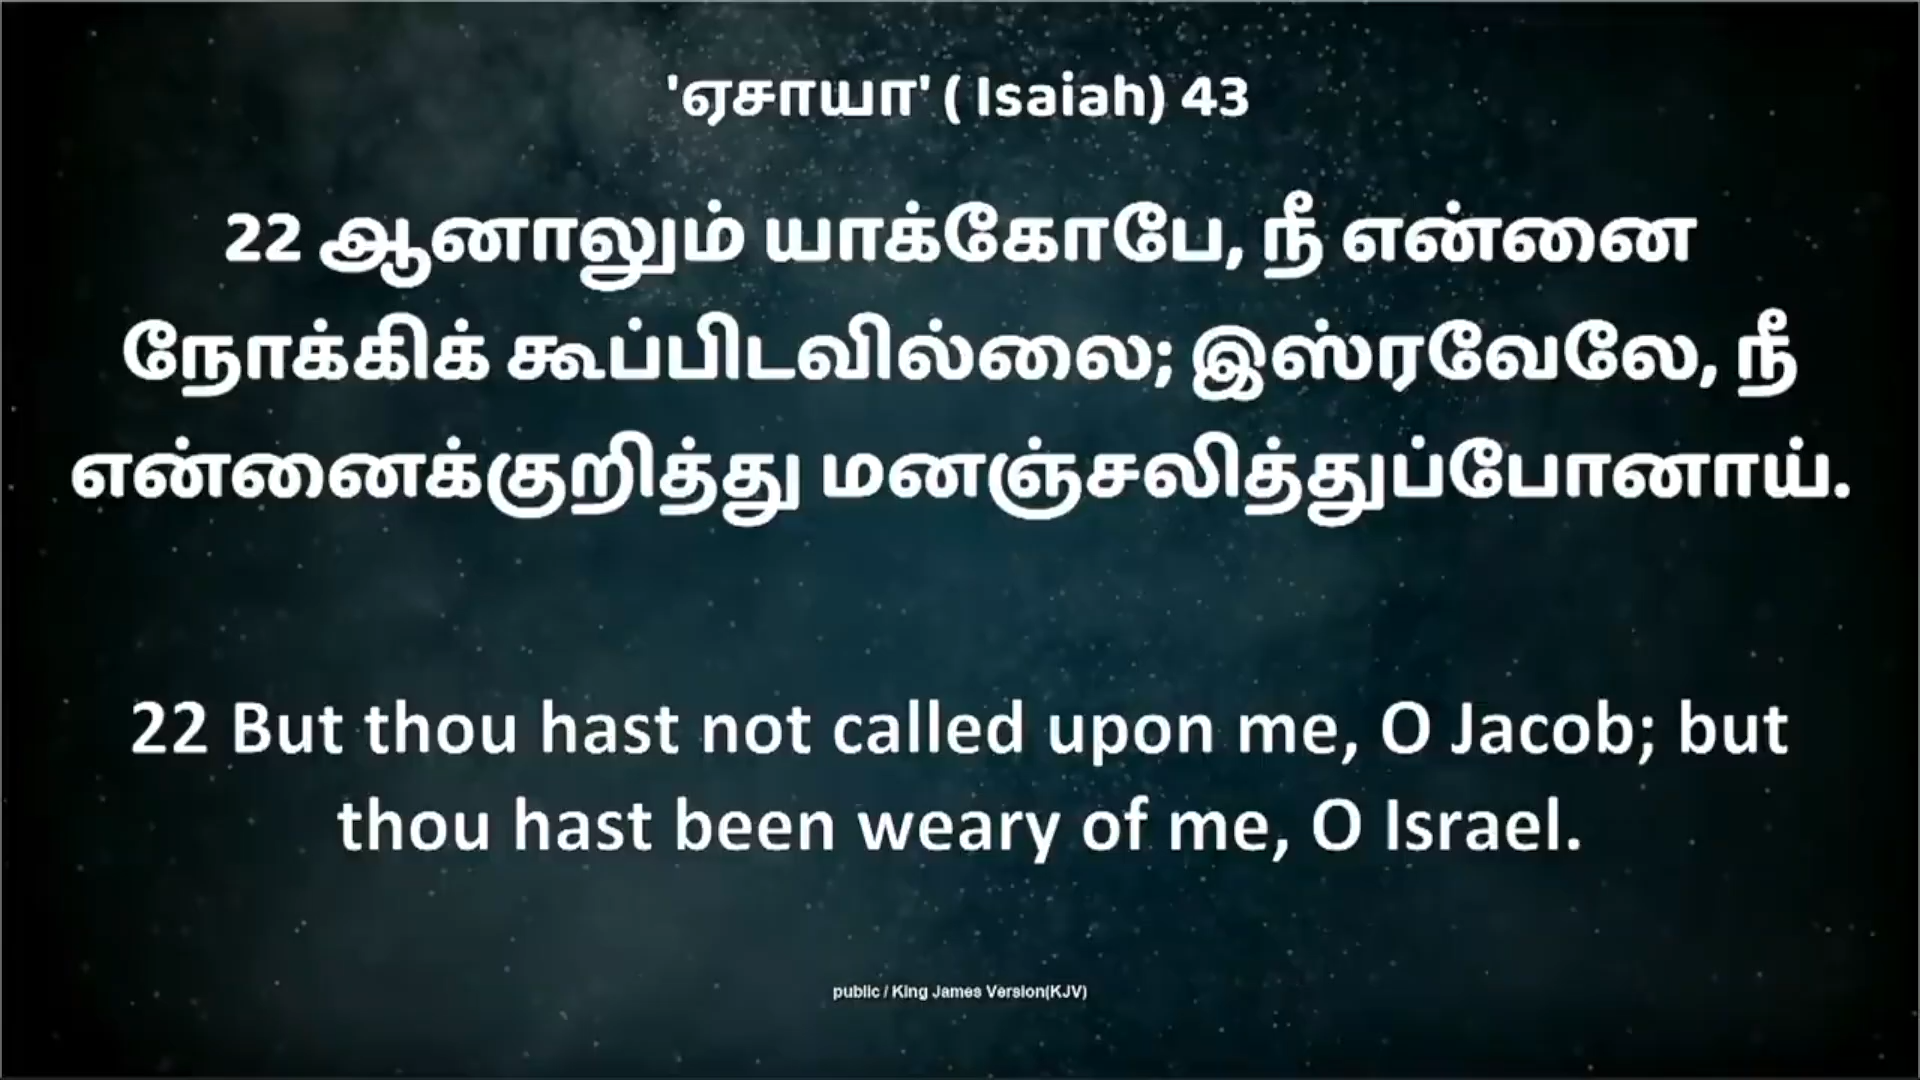 'ஏசாயா' ( Isaiah) 43
22 ஆனாலும் யாக்கோபே, நீ என்னை
நோக்கிக் கூப்பிடவில்லை; இஸ்ரவேலே, நீ
என்னைக்குறித்து மனஞ்சலித்துப்போனாய்.
22 But thou hast not called upon me, O Jacob; but
thou hast been weary of me, O Israel.
public / King James Version(KJV)